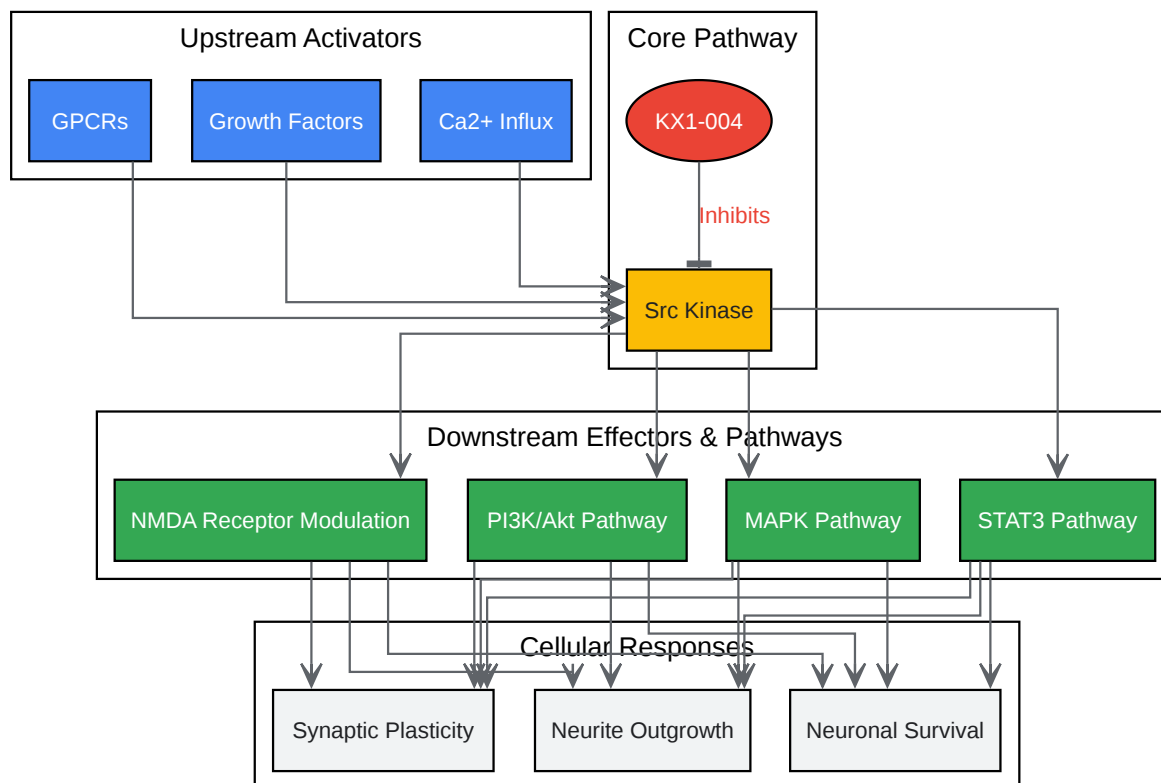 Upstream Activators
Core Pathway
GPCRs
Growth Factors
Ca2+ Influx
KX1-004
Inhibits
Src Kinase
Downstream Effectors & Pathways
NMDA Receptor Modulation
PI3K/Akt Pathway
MAPK Pathway
STAT3 Pathway
Cellular Responses
Synaptic Plasticity
Neurite Outgrowth
Neuronal Survival